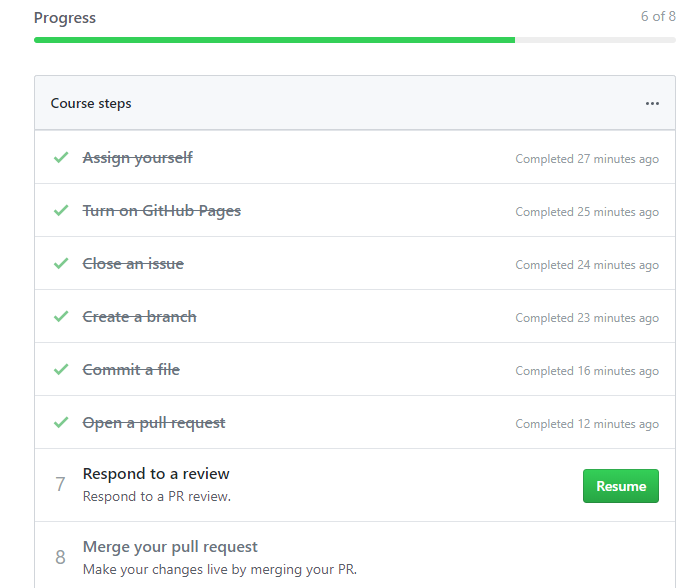 Progress
6 of 8
Course steps
Assign yourself
Completed 27 minutes ago
Turn on GitHub Pages
Completed 25 minutes ago
Close an issue
Completed 24 minutes ago
Create a branch
Completed 23 minutes ago
Commit a file
Completed 16 minutes ago
Open a pull request
Completed 12 minutes ago
7
Respond to a review
Respond to a PR review.
Resume
8
Merge your pull request
Make your changes live by merging your PR.